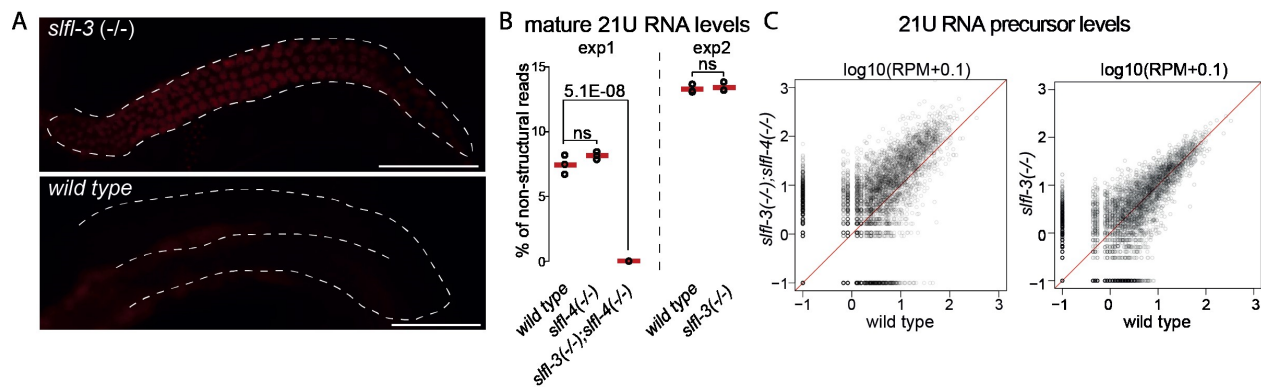 A
slfl-3 (-/-)
wild type
B
mature 21U RNA levels
exp1
exp2
% of non-structural reads
15
10
5
0
5.1E-08
ns
ns
wild type
slfl-4(-/-)
slfl-3(-/-);slfl-4(-/-)
wild type
slfl-3(-/-)
C
21U RNA precursor levels
log10(RPM+0.1)
slfl-3(-/-);slfl-4(-/-)
3
2
1
0
−1
−1
0
1
2
3
wild type
log10(RPM+0.1)
slfl-3(-/-)
3
2
1
0
−1
−1
0
1
2
3
wild type